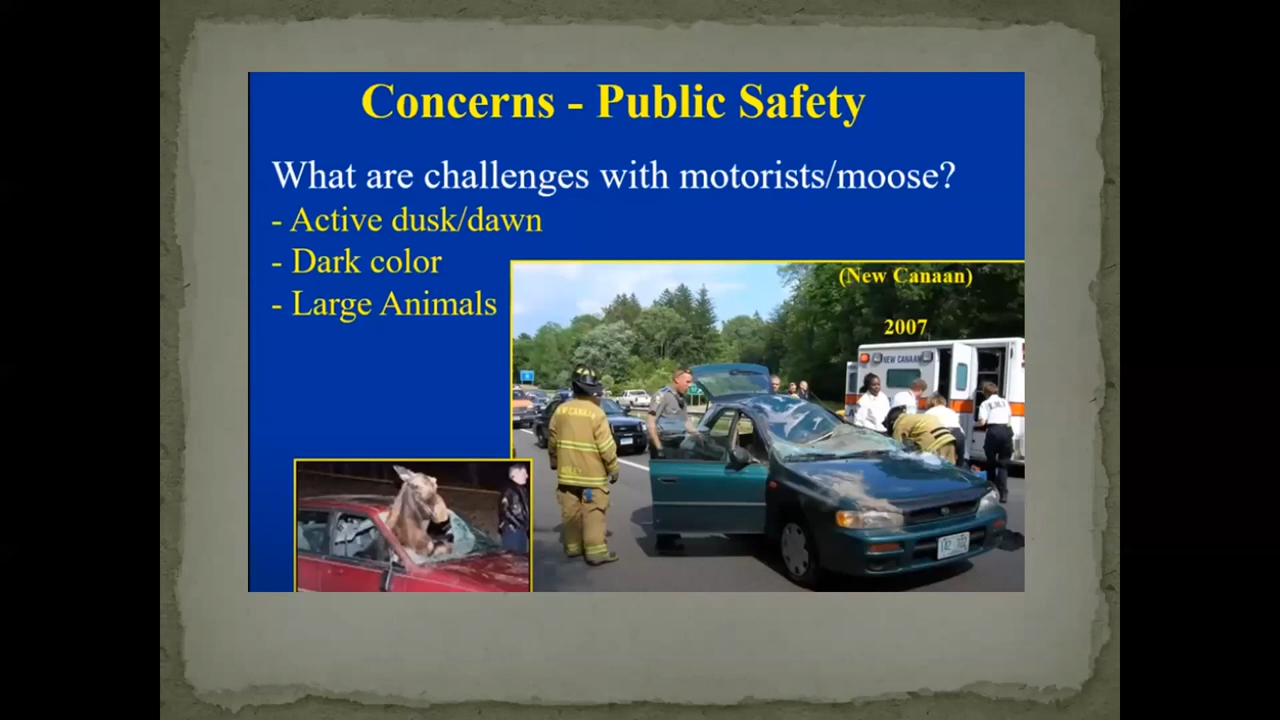 Concerns - Public Safety
What are challenges with motorists/moose?
- Active dusk/dawn
- Dark color
- Large Animals
(New Canaan)
2007
NEW CANAAN